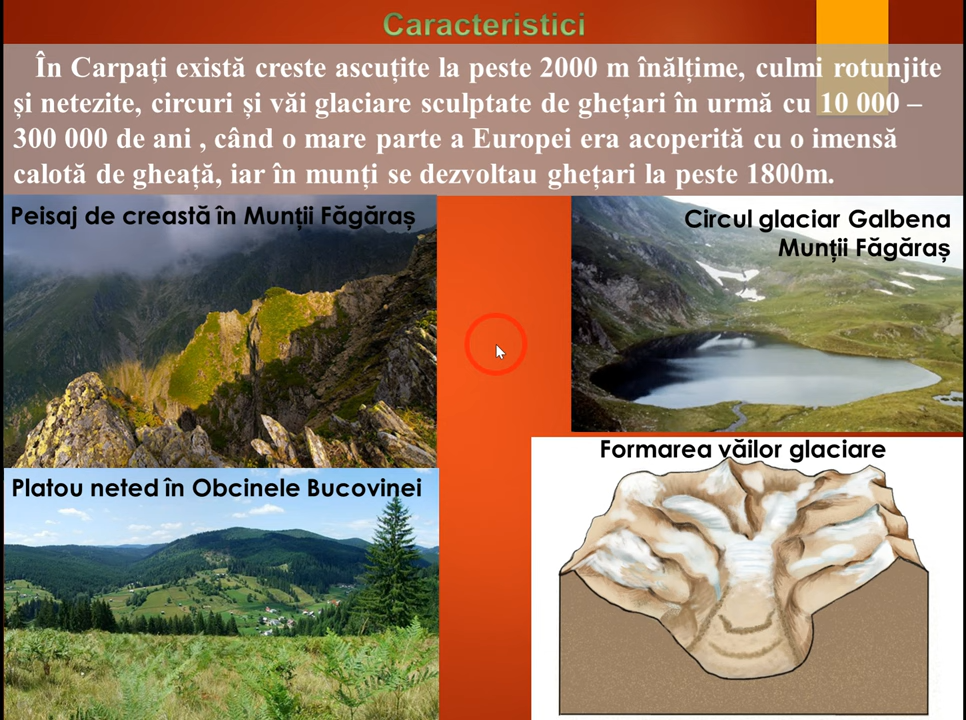 Caracteristici
În Carpați există creste ascuțite la peste 2000 m înălțime, culmi rotunjite
și netezite, circuri și văi glaciare sculptate de ghețari în urmă cu 10 000 –
300 000 de ani , când o mare parte a Europei era acoperită cu o imensă
calotă de gheață, iar în munți se dezvoltau ghețari la peste 1800m.
Peisaj de creastă în Munții Făgăraș
Circul glaciar Galbena
Munții Făgăraș
Platou neted în Obcinele Bucovinei
Formarea văilor glaciare